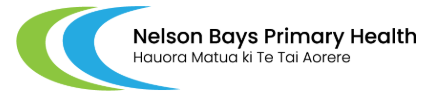 Nelson Bays Primary Health
Hauora Matua ki Te Tai Aorere